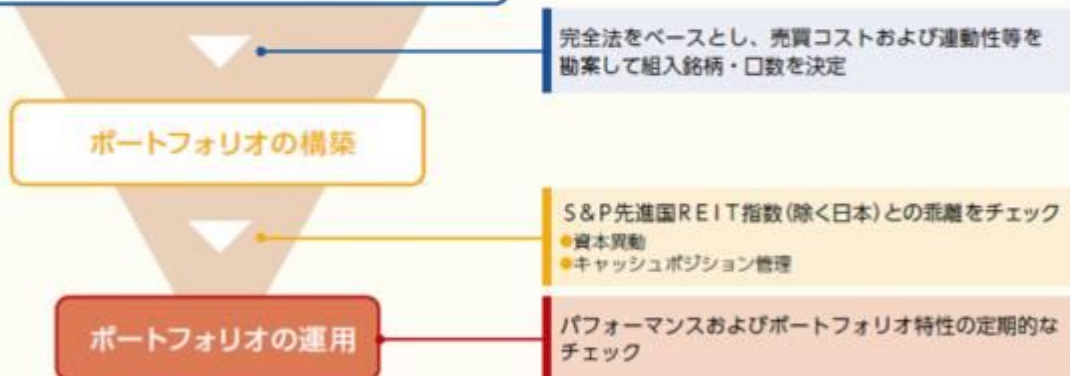 完全法をベースとし、売買コストおよび連動性等を
勘案して組入銘柄・口数を決定
ポートフォリオの構築
S&P先進国REIT指数(除く日本)との乖離をチェック
●資本異動
●キャッシュポジション管理
ポートフォリオの運用
パフォーマンスおよびポートフォリオ特性の定期的な
チェック